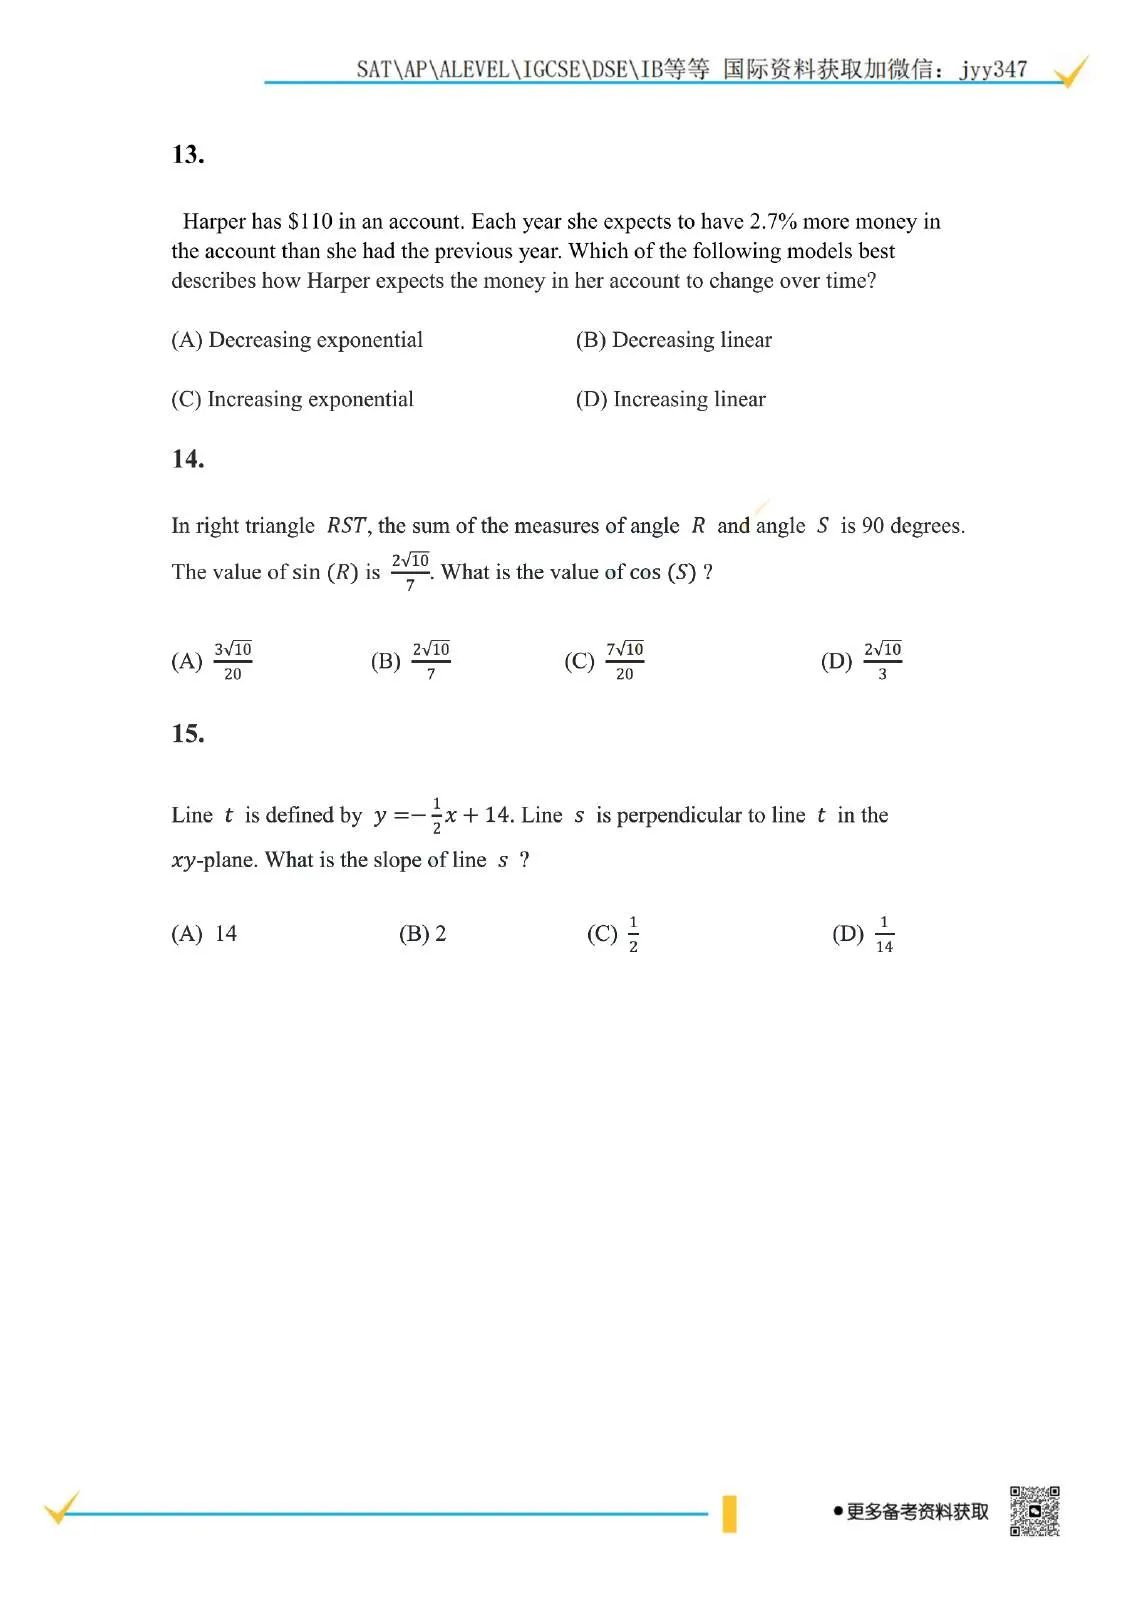 SAT\AP\ALEVEL\IGCSE\DSE\IB等等 国际资料获取加微信：jyy347
13.
Harper has $110 in an account. Each year she expects to have 2.7% more money in
the account than she had the previous year. Which of the following models best
describes how Harper expects the money in her account to change over time?
(A) Decreasing exponential (B) Decreasing linear
(C) Increasing exponential (D) Increasing linear
14.
In right triangle RST, the sum of the measures of angle R and angle S is 90 degrees.
The value of sin (R) is 2√10/7. What is the value of cos (S) ?
(A) 3√10/20 (B) 2√10/7 (C) 7√10/20 (D) 2√10/3
15.
Line t is defined by y =−1/2x + 14. Line s is perpendicular to line t in the
xy-plane. What is the slope of line s ?
(A) 14 (B) 2 (C) 1/2 (D) 1/14
●更多备考资料获取